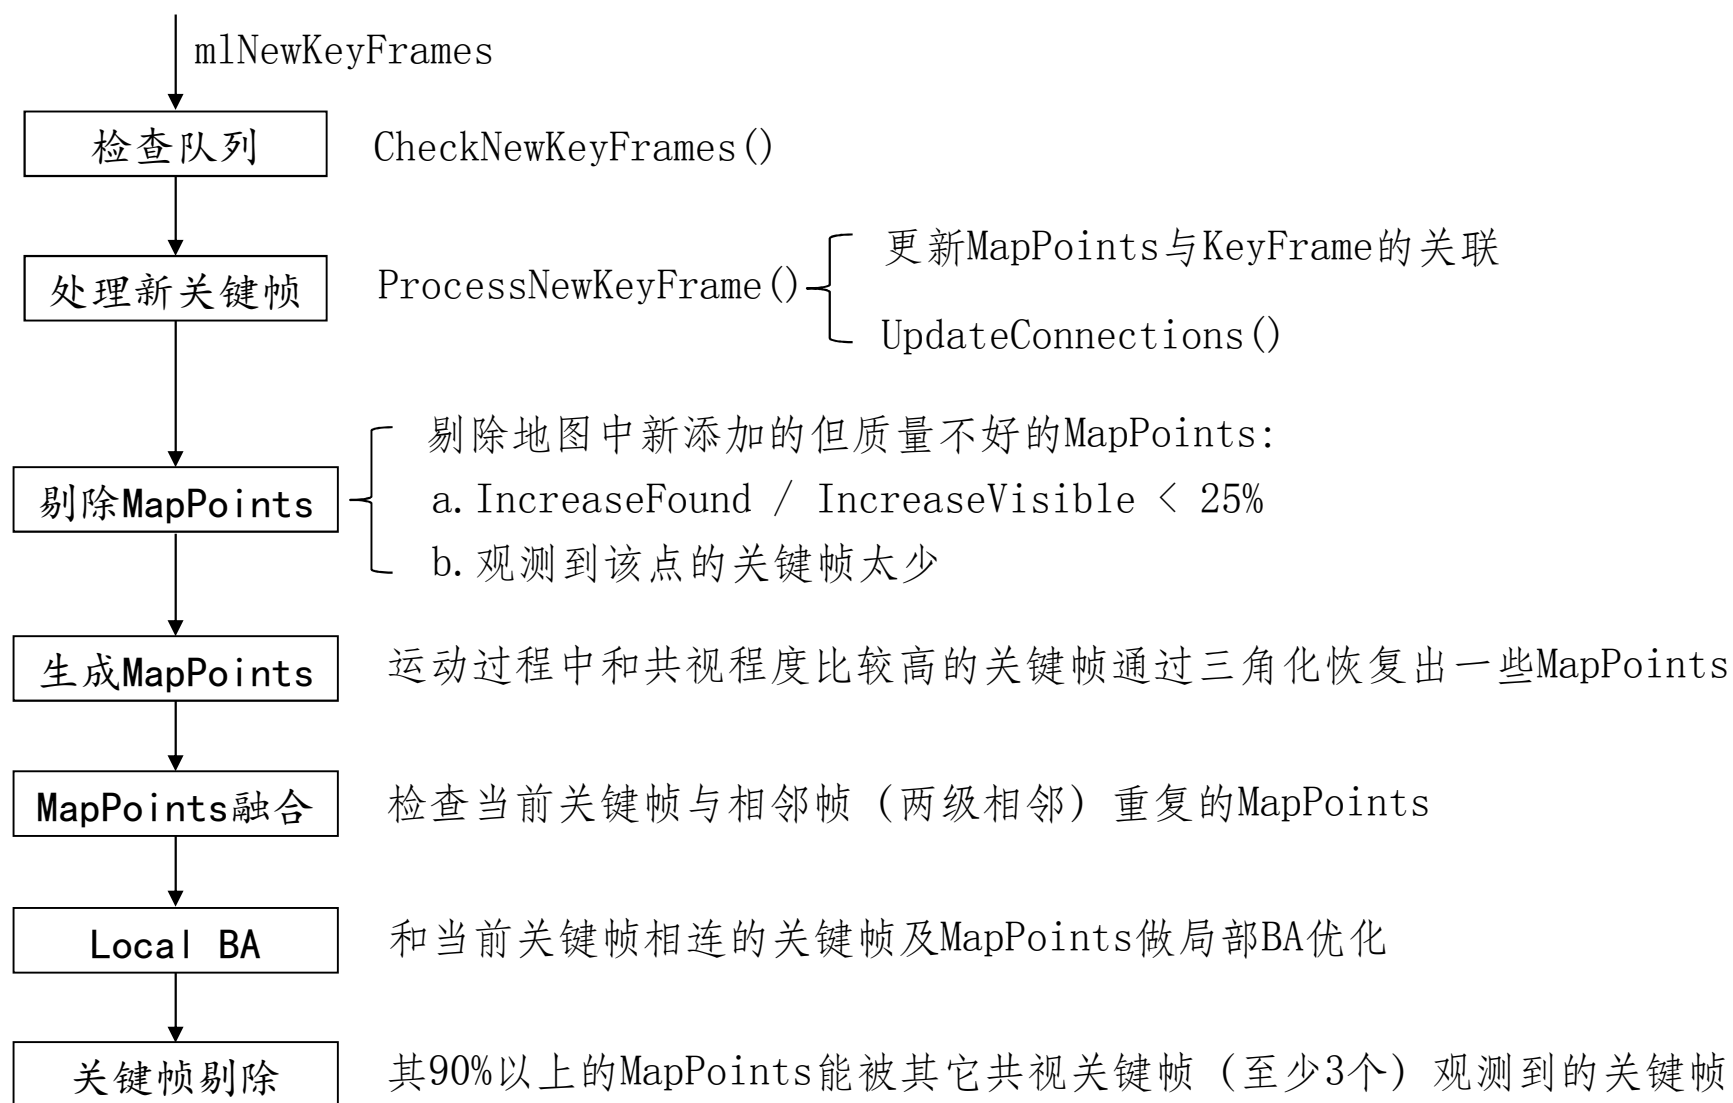 mlNewKeyFrames
检查队列
CheckNewKeyFrames()
处理新关键帧
ProcessNewKeyFrame()
更新MapPoints与KeyFrame的关联
UpdateConnections()
剔除MapPoints
剔除地图中新添加的但质量不好的MapPoints:
a.IncreaseFound / IncreaseVisible < 25%
b.观测到该点的关键帧太少
生成MapPoints
运动过程中和共视程度比较高的关键帧通过三角化恢复出一些MapPoints
MapPoints融合
检查当前关键帧与相邻帧（两级相邻）重复的MapPoints
Local BA
和当前关键帧相连的关键帧及MapPoints做局部BA优化
关键帧剔除
其90%以上的MapPoints能被其它共视关键帧（至少3个）观测到的关键帧